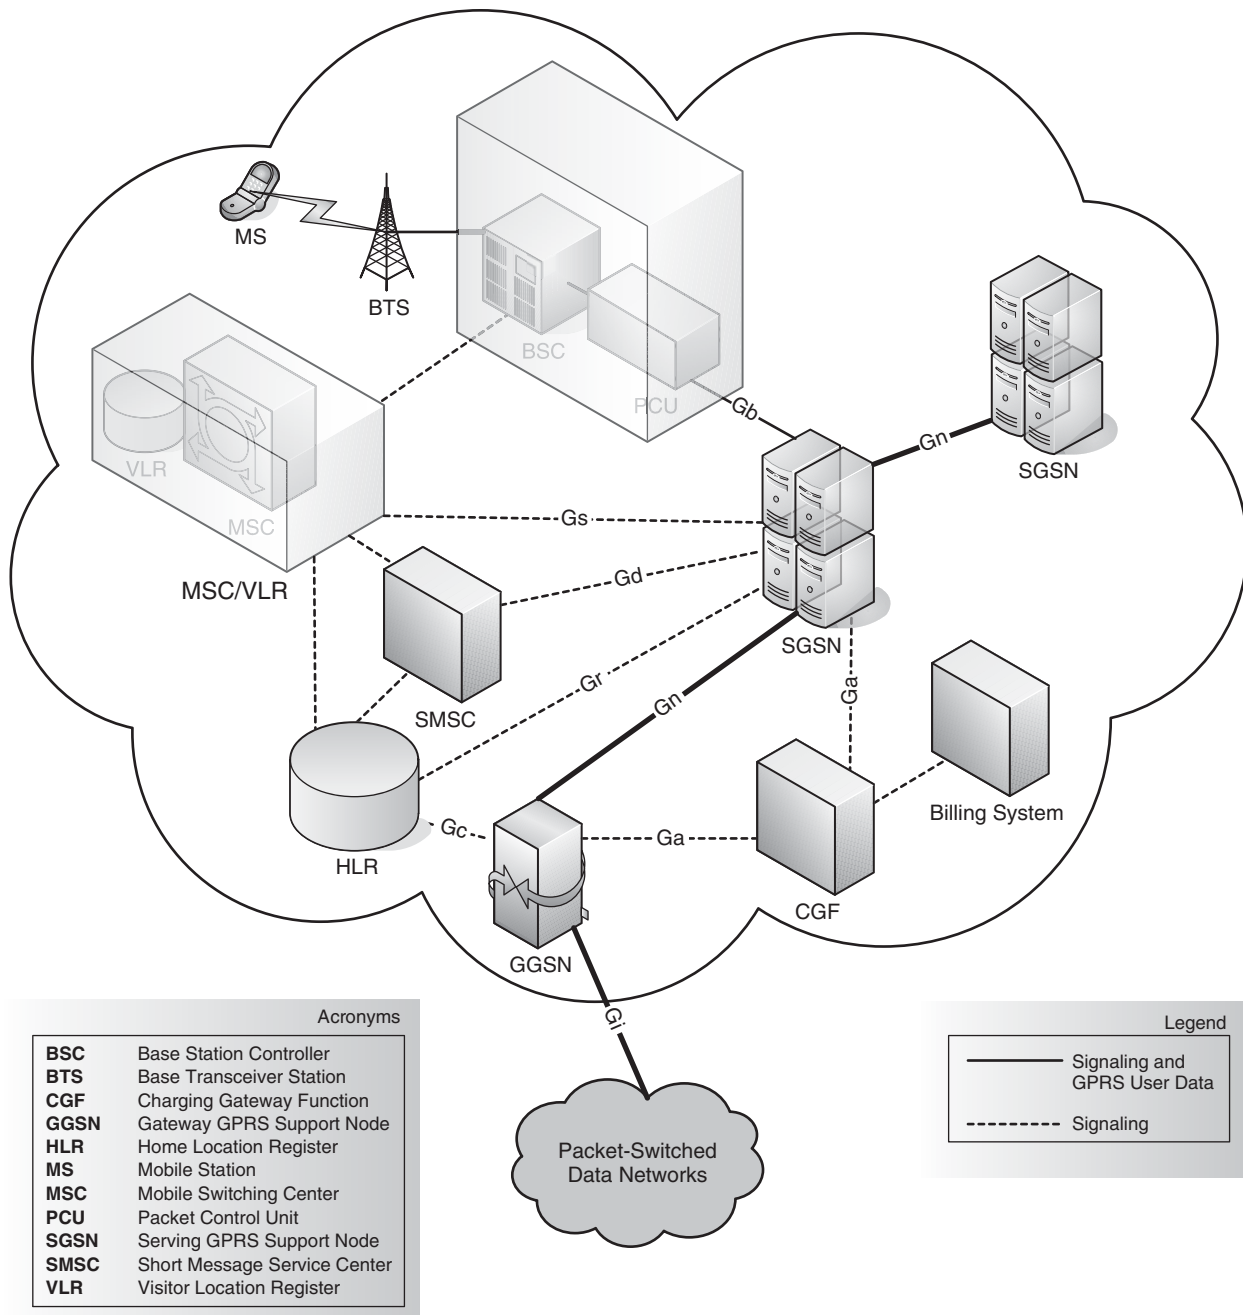 MS
BTS
BSC
PCU
Gb
Gn
SGSN
VLR
MSC
MSC/VLR
Gs
Gd
SGSN
Gr
SMSC
Gn
Ga
Billing System
HLR
Gc
Ga
CGF
GGSN
Gi
Packet-Switched
Data Networks
Acronyms
BSC Base Station Controller
BTS Base Transceiver Station
CGF Charging Gateway Function
GGSN Gateway GPRS Support Node
HLR Home Location Register
MS Mobile Station
MSC Mobile Switching Center
PCU Packet Control Unit
SGSN Serving GPRS Support Node
SMSC Short Message Service Center
VLR Visitor Location Register
Legend
Signaling and
GPRS User Data
Signaling